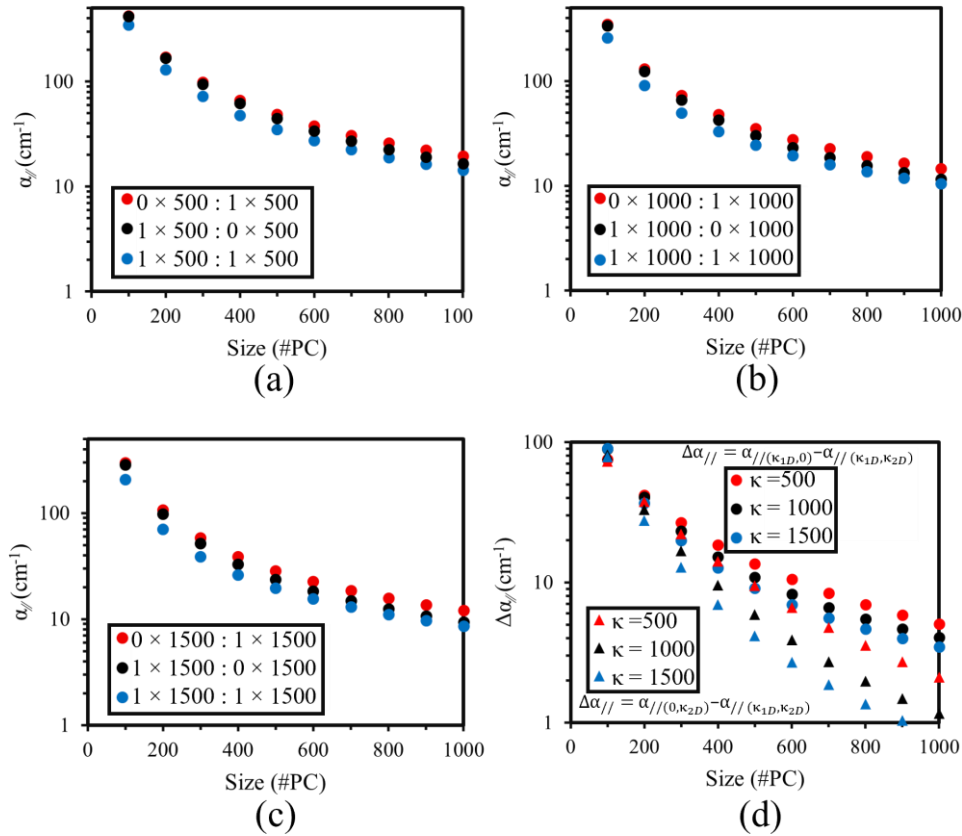 α// (cm-1)
100
10
1
0 × 500 : 1 × 500
1 × 500 : 0 × 500
1 × 500 : 1 × 500
0 200 400 600 800 100
Size (#PC)
(a)
α// (cm-1)
100
10
1
0 × 1000 : 1 × 1000
1 × 1000 : 0 × 1000
1 × 1000 : 1 × 1000
0 200 400 600 800 1000
Size (#PC)
(b)
α// (cm-1)
100
10
1
0 × 1500 : 1 × 1500
1 × 1500 : 0 × 1500
1 × 1500 : 1 × 1500
0 200 400 600 800 1000
Size (#PC)
(c)
Δα// (cm-1)
100
10
1
Δα// = α//(κ1D,0)−α//(κ1D,κ2D)
κ =500
κ = 1000
κ = 1500
κ =500
κ = 1000
κ = 1500
Δα// = α//(0,κ2D)−α//(κ1D,κ2D)
0 200 400 600 800 1000
Size (#PC)
(d)